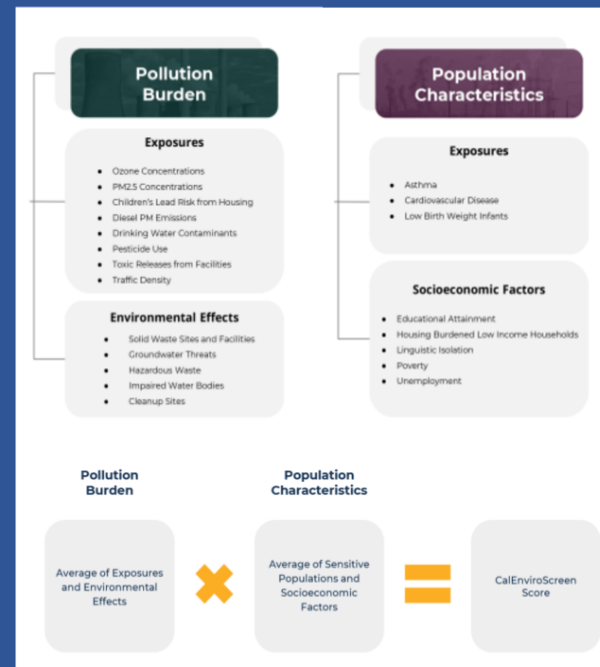 Pollution
Burden
Exposures
• Ozone Concentrations
• PM2.5 Concentrations
• Children's Lead Risk from Housing
• Diesel PM Emissions
• Drinking Water Contaminants
• Pesticide Use
• Toxic Releases from Facilities
• Traffic Density
Environmental Effects
• Solid Waste Sites and Facilities
• Groundwater Threats
• Hazardous Waste
• Impaired Water Bodies
• Cleanup Sites
Population
Characteristics
Exposures
• Asthma
• Cardiovascular Disease
• Low Birth Weight Infants
Socioeconomic Factors
• Educational Attainment
• Housing Burdened Low Income Households
• Linguistic Isolation
• Poverty
• Unemployment
Pollution
Burden
Average of Exposures
and Environmental
Effects
Population
Characteristics
Average of Sensitive
Populations and
Socioeconomic
Factors
CalEnviroScreen
Score